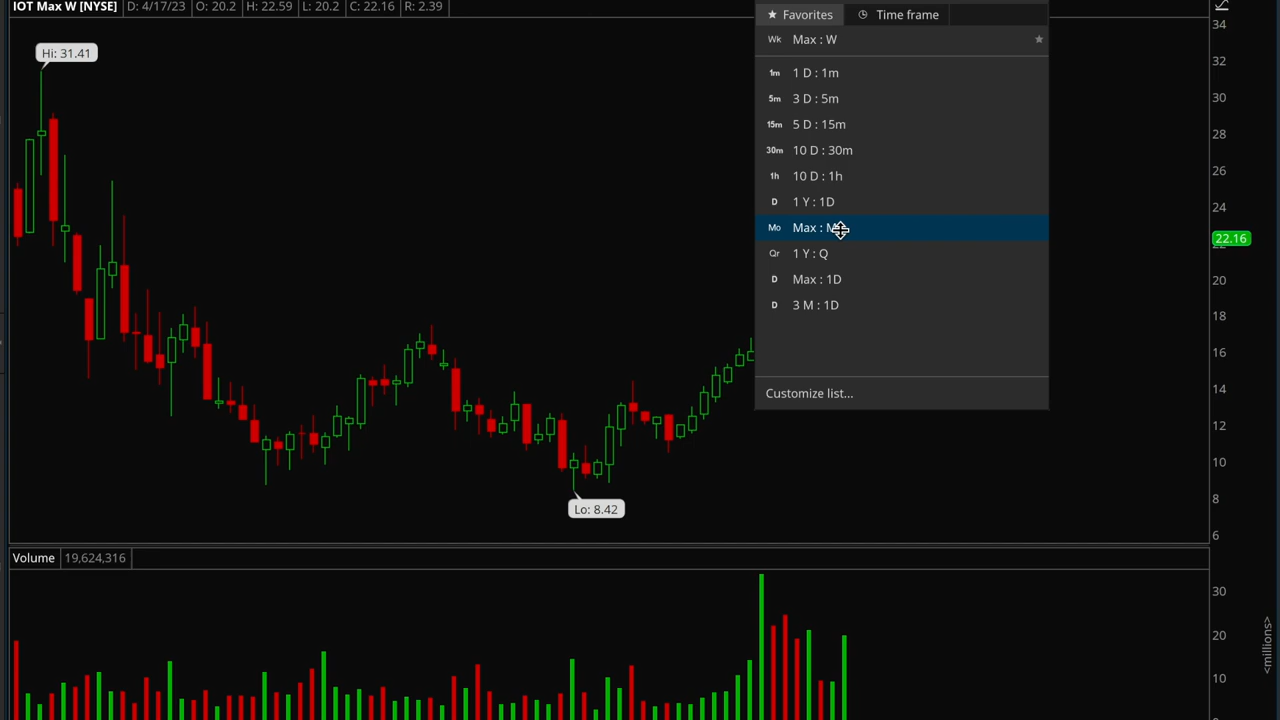 IOT Max W [NYSE] D: 4/17/23 O: 20.2 H: 22.59 L: 20.2 C: 22.16 R: 2.39
Hi: 31.41
Lo: 8.42
Favorites Time frame
Wk Max : W
1m 1 D : 1m
5m 3 D : 5m
15m 5 D : 15m
30m 10 D : 30m
1h 10 D : 1h
D 1 Y : 1D
Mo Max :
Qr 1 Y : Q
D Max : 1D
D 3 M : 1D
Customize list...
34
32
30
28
26
24
22.16
20
18
16
14
12
10
8
6
Volume 19,624,316
30
20
10
<millions>